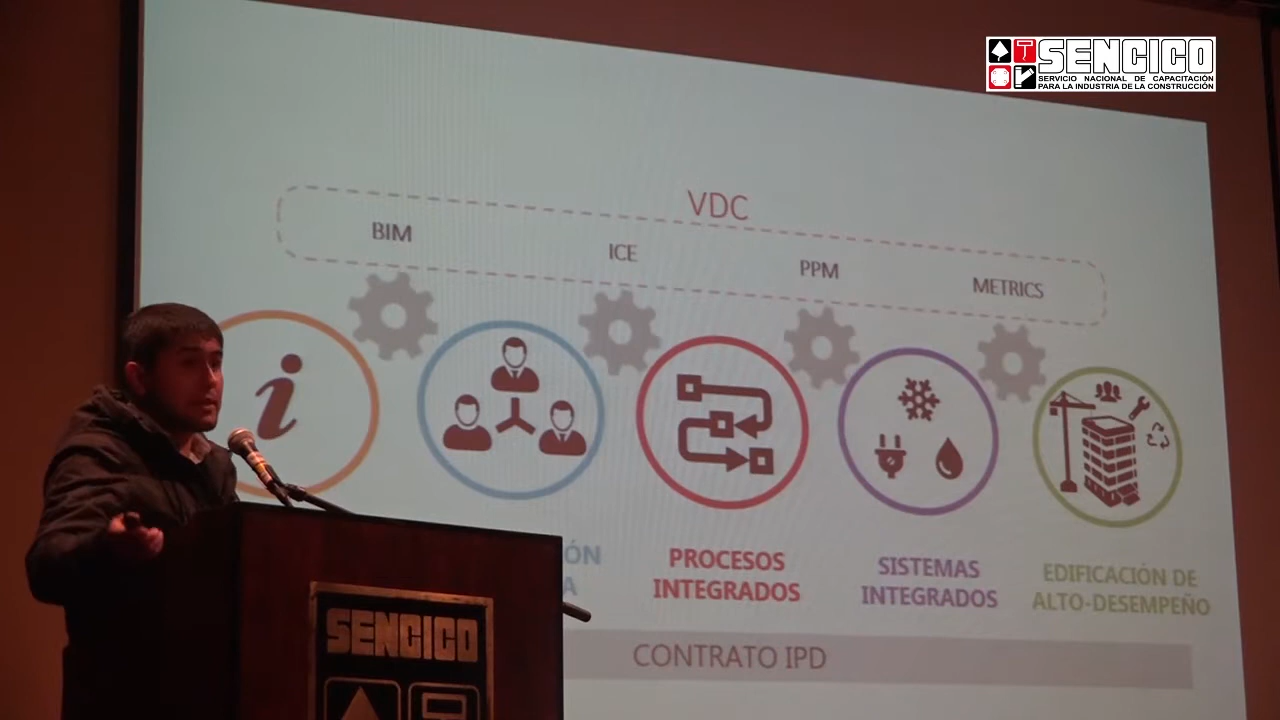 SENCICO
SERVICIO NACIONAL DE CAPACITACIÓN
PARA LA INDUSTRIA DE LA CONSTRUCCIÓN
VDC
BIM
ICE
PPM
METRICS
i
PROCESOS
INTEGRADOS
SISTEMAS
INTEGRADOS
EDIFICACIÓN DE
ALTO-DESEMPEÑO
CONTRATO IPD
SENCICO